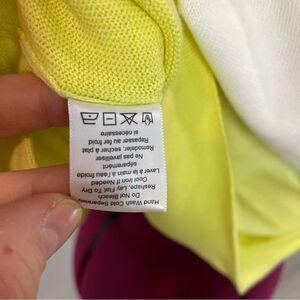 Hand Wash Cold Separately
Do Not Bleach
Reshape, Lay, Flat To Dry
Cool Iron If Needed
Laver à la main à l'eau froide
séparément
Ne pas javelliser
Remodeler, secher à plat
Repasser au fer froid
si nécessaire